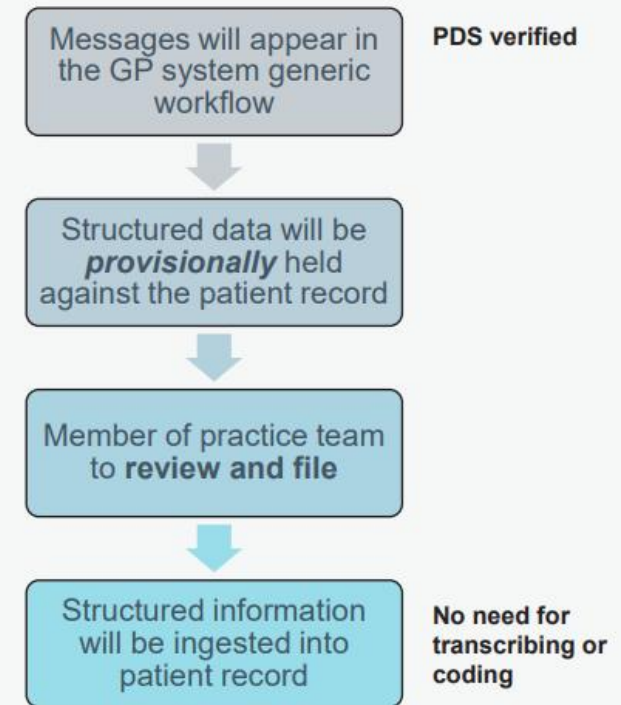 Messages will appear in
the GP system generic
workflow
PDS verified
Structured data will be
provisionally held
against the patient record
Member of practice team
to review and file
Structured information
will be ingested into
patient record
No need for
transcribing or
coding